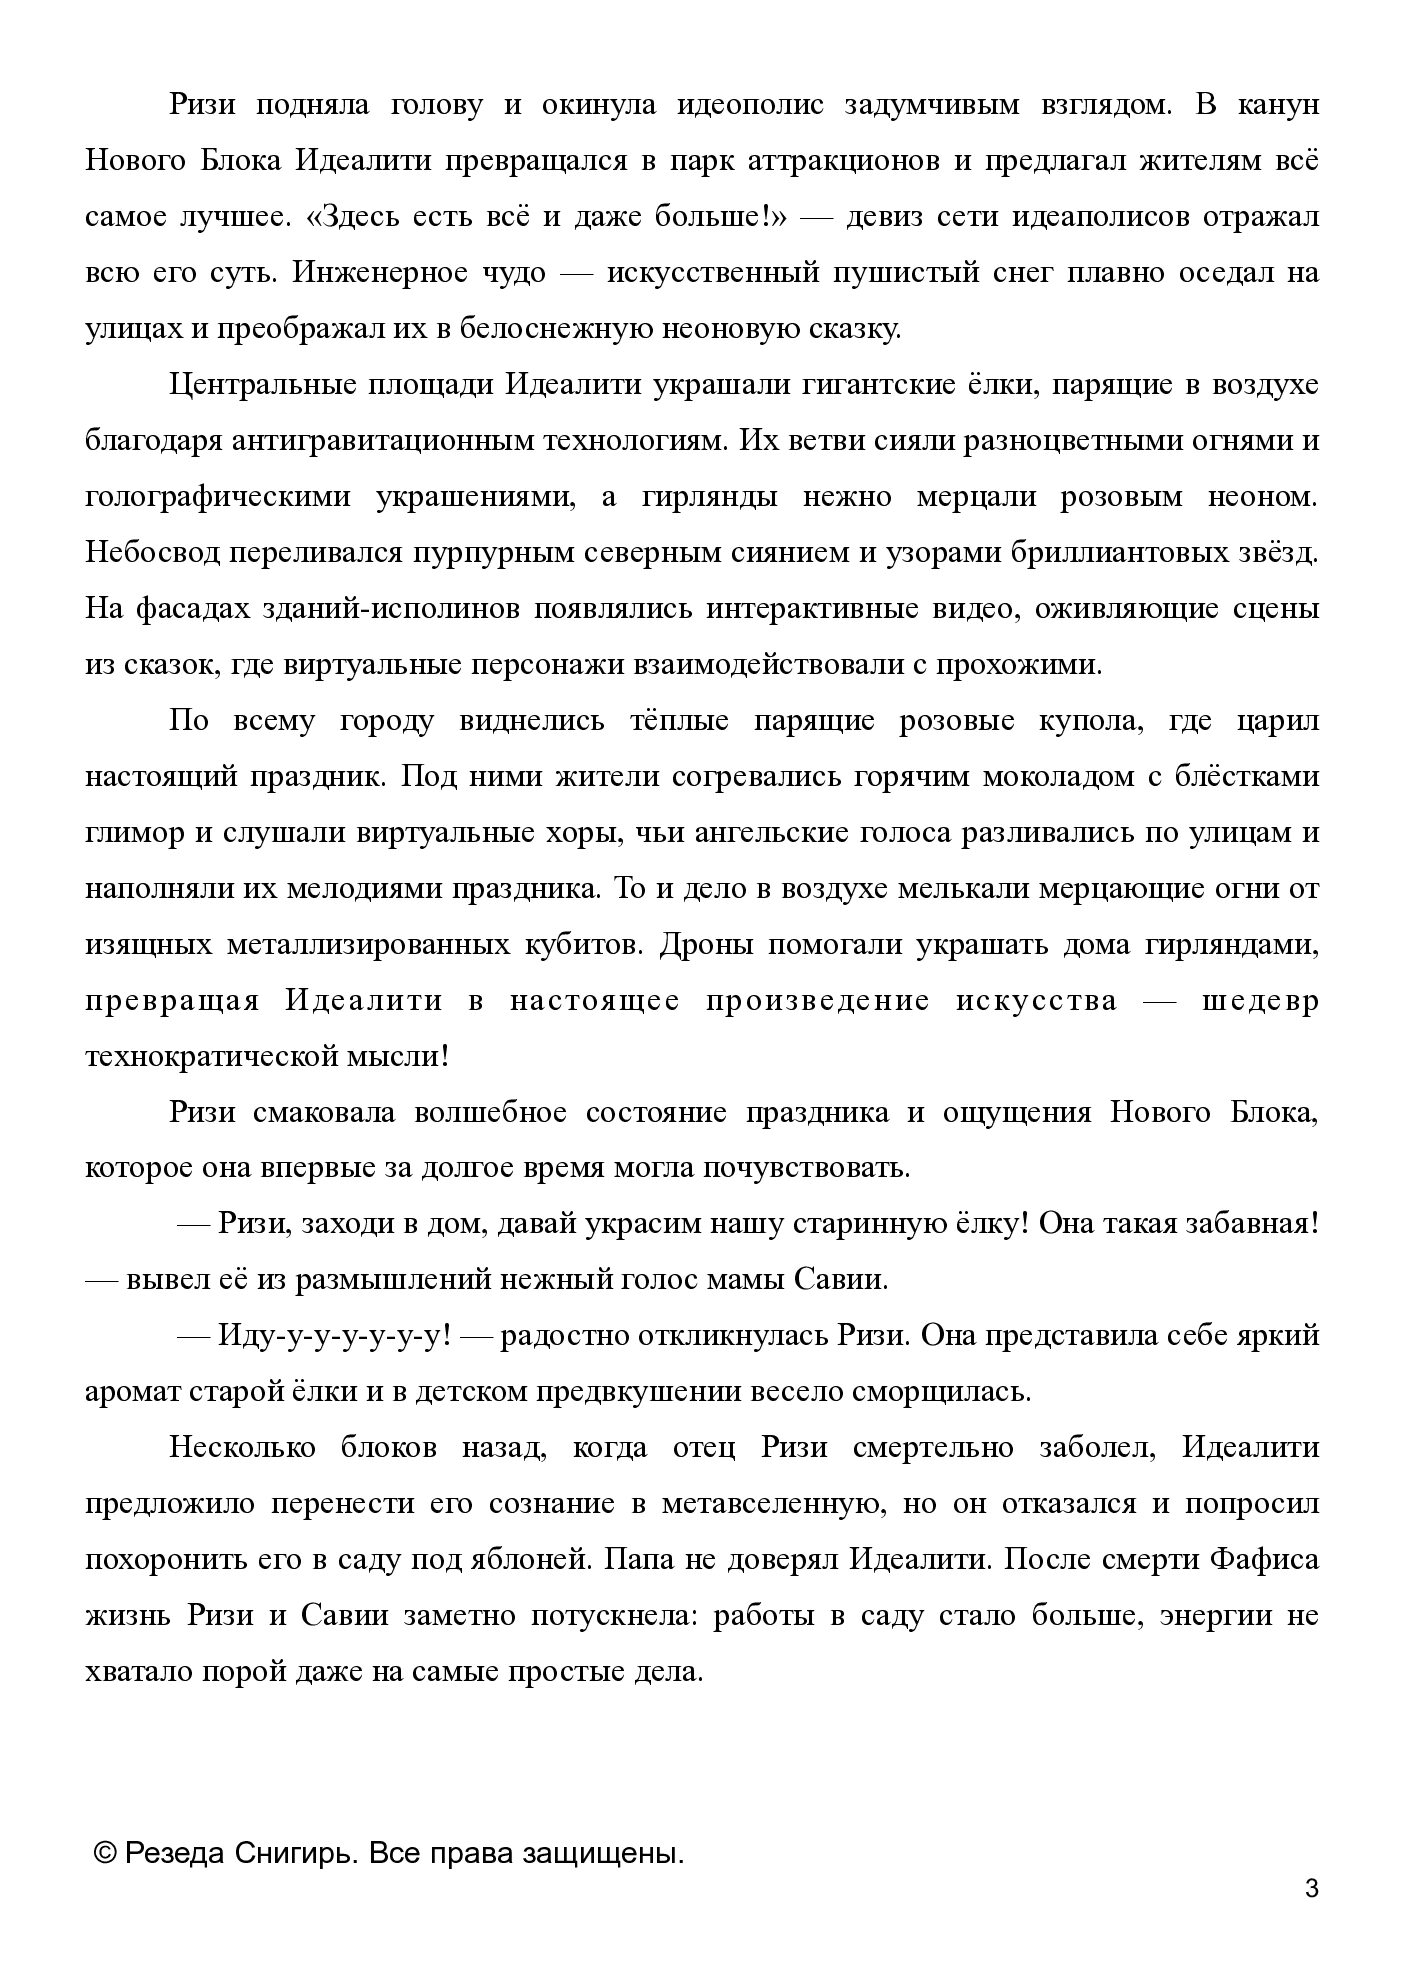 Ризи подняла голову и окинула идеополис задумчивым взглядом. В канун
Нового Блока Идеалити превращался в парк аттракционов и предлагал жителям всё
самое лучшее. «Здесь есть всё и даже больше!» — девиз сети идеаполисов отражал
всю его суть. Инженерное чудо — искусственный пушистый снег плавно оседал на
улицах и преображал их в белоснежную неоновую сказку.
Центральные площади Идеалити украшали гигантские ёлки, парящие в воздухе
благодаря антигравитационным технологиям. Их ветви сияли разноцветными огнями и
голографическими украшениями, а гирлянды нежно мерцали розовым неоном.
Небосвод переливался пурпурным северным сиянием и узорами бриллиантовых звёзд.
На фасадах зданий-исполинов появлялись интерактивные видео, оживляющие сцены
из сказок, где виртуальные персонажи взаимодействовали с прохожими.
По всему городу виднелись тёплые парящие розовые купола, где царил
настоящий праздник. Под ними жители согревались горячим моколадом с блёстками
глимор и слушали виртуальные хоры, чьи ангельские голоса разливались по улицам и
наполняли их мелодиями праздника. То и дело в воздухе мелькали мерцающие огни от
изящных металлизированных кубитов. Дроны помогали украшать дома гирляндами,
превращая Идеалити в настоящее произведение искусства — шедевр
технократической мысли!
Ризи смаковала волшебное состояние праздника и ощущения Нового Блока,
которое она впервые за долгое время могла почувствовать.
— Ризи, заходи в дом, давай украсим нашу старинную ёлку! Она такая забавная!
— вывел её из размышлений нежный голос мамы Савии.
— Иду-у-у-у-у-у-у! — радостно откликнулась Ризи. Она представила себе яркий
аромат старой ёлки и в детском предвкушении весело сморщилась.
Несколько блоков назад, когда отец Ризи смертельно заболел, Идеалити
предложило перенести его сознание в метавселенную, но он отказался и попросил
похоронить его в саду под яблоней. Папа не доверял Идеалити. После смерти Фафиса
жизнь Ризи и Савии заметно потускнела: работы в саду стало больше, энергии не
хватало порой даже на самые простые дела.
© Резеда Снигирь. Все права защищены.
3